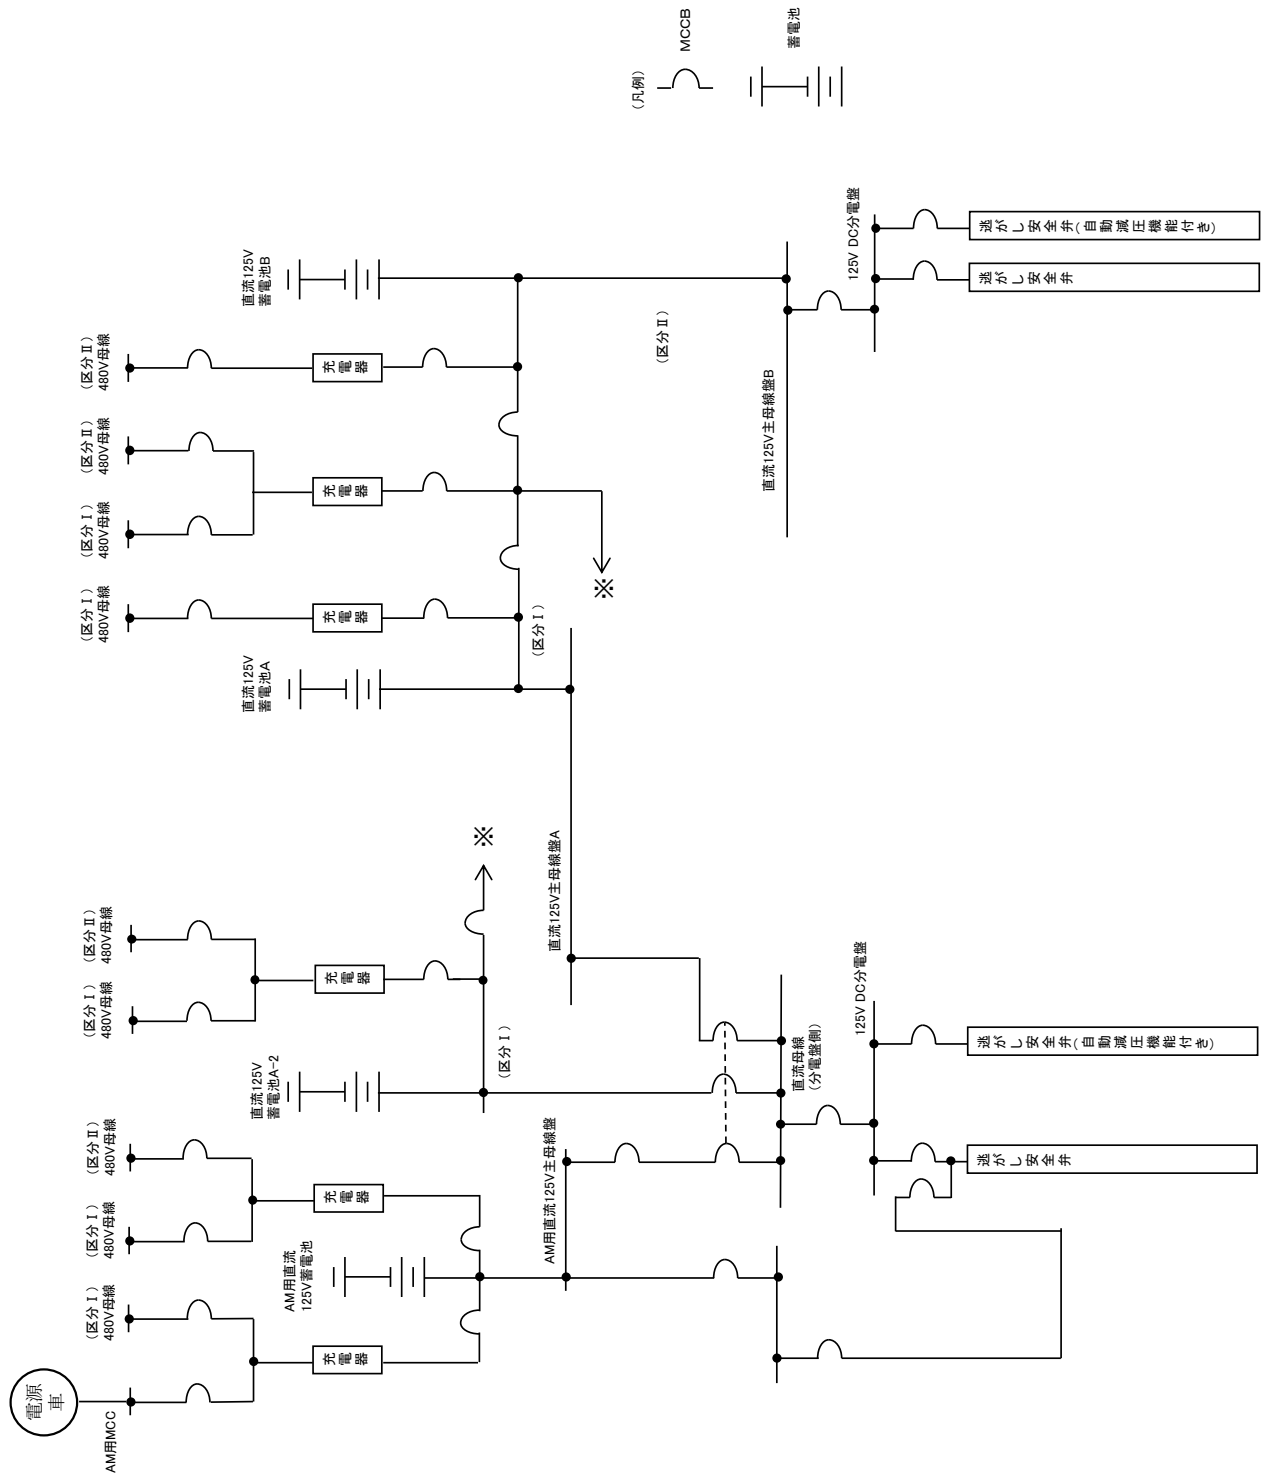 電源
車
AM用MCC
（区分Ⅰ）
480V母線
（区分Ⅰ）
480V母線
（区分Ⅱ）
480V母線
（区分Ⅰ）
480V母線
（区分Ⅱ）
480V母線
（区分Ⅰ）
480V母線
（区分Ⅰ）
480V母線
（区分Ⅱ）
480V母線
（区分Ⅱ）
480V母線
AM用直流
125V蓄電池
直流125V
蓄電池A-2
直流125V
蓄電池A
直流125V
蓄電池B
充電器
充電器
充電器
充電器
充電器
充電器
（区分Ⅰ）
※
（区分Ⅰ）
※
（区分Ⅱ）
AM用直流125V主母線盤
直流125V主母線盤A
直流125V主母線盤B
直流母線
（分電盤側）
125V DC分電盤
125V DC分電盤
逃がし安全弁
逃がし安全弁(自動減圧機能付き)
逃がし安全弁
逃がし安全弁(自動減圧機能付き)
（凡例）
MCCB
蓄電池